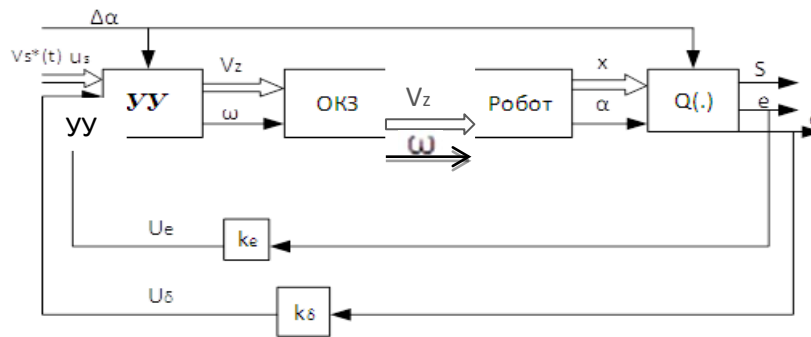 Δα
Vs*(t) us
УУ
Vz
ω
ОКЗ
Vz
ω
Робот
x
α
Q(.)
S
e
уу
Ue
ke
Uδ
kδ